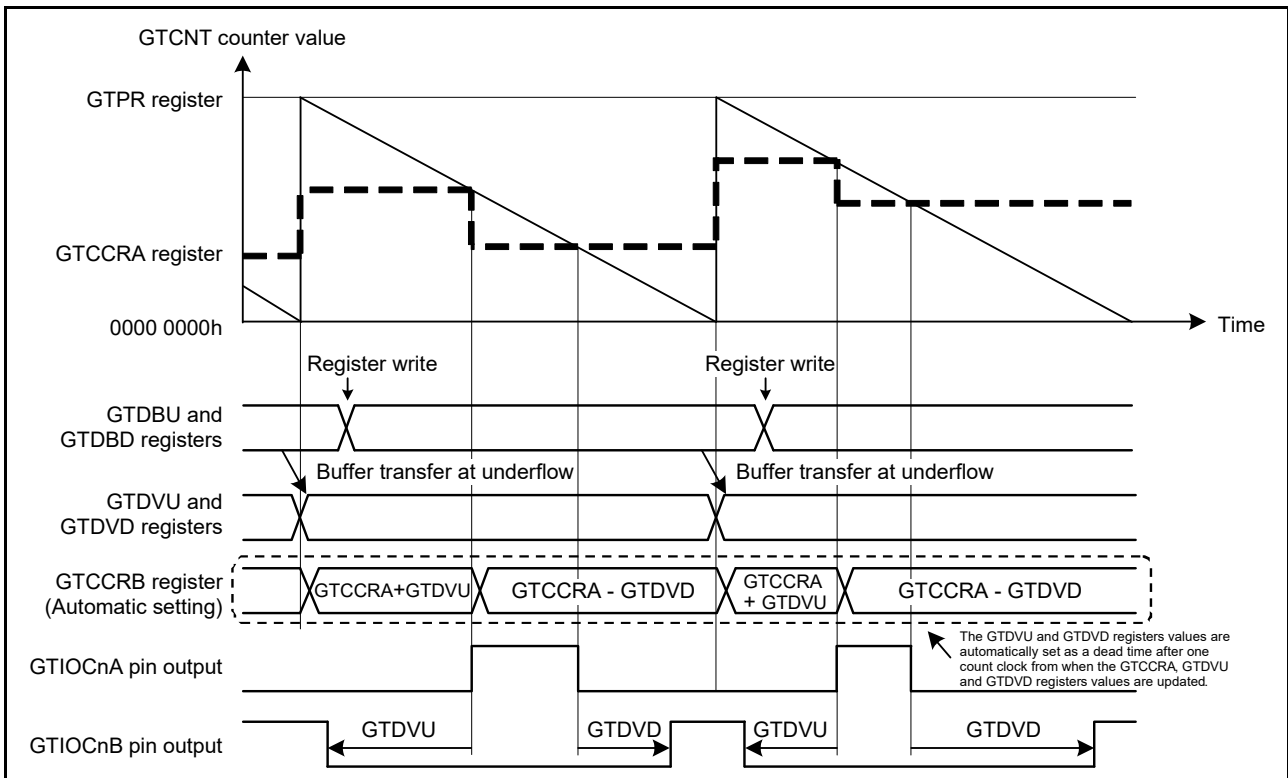 GTCNT counter value
GTPR register
GTCCRA register
0000 0000h
Time
Register write
Register write
GTDBU and
GTDBD registers
Buffer transfer at underflow
Buffer transfer at underflow
GTDVU and
GTDVD registers
GTCCRB register
(Automatic setting)
GTCCRA+GTDVU
GTCCRA - GTDVD
GTCCRA
+ GTDVU
GTCCRA - GTDVD
The GTDVU and GTDVD registers values are
automatically set as a dead time after one
count clock from when the GTCCRA, GTDVU
and GTDVD registers values are updated.
GTIOCnA pin output
GTIOCnB pin output
GTDVU
GTDVD
GTDVU
GTDVD